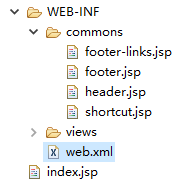 WEB-INF
commons
footer-links.jsp
footer.jsp
header.jsp
shortcut.jsp
views
web.xml
index.jsp